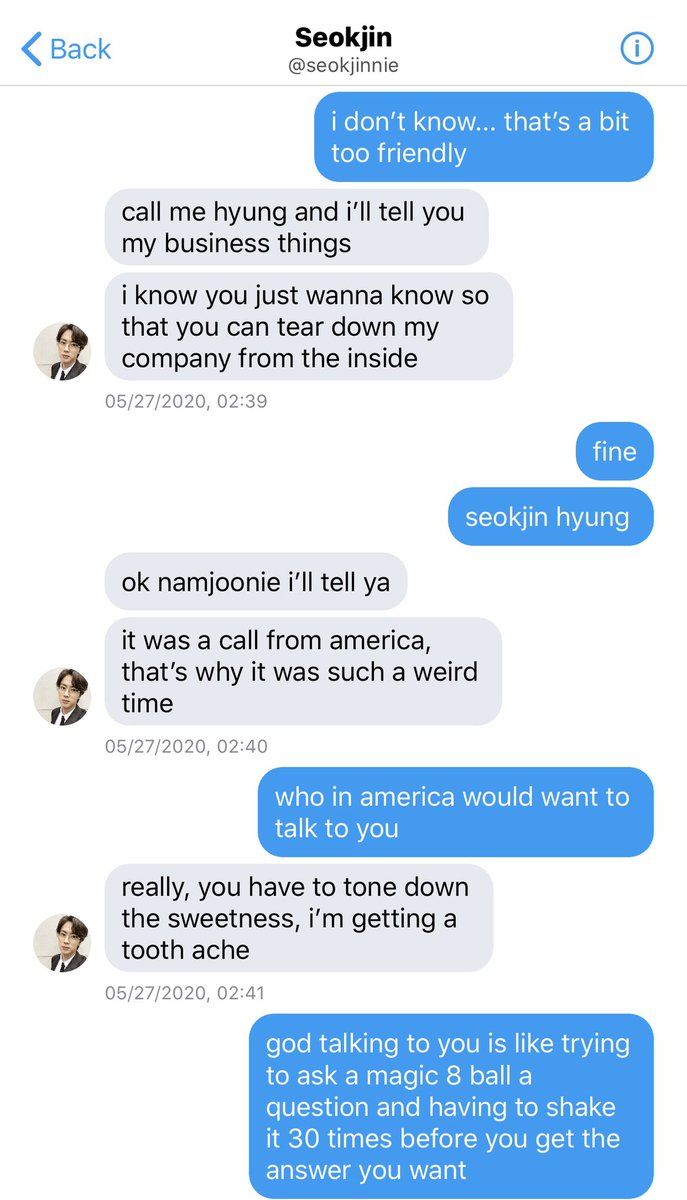 Back
Seokjin
@seokjinnie
i don’t know... that’s a bit
too friendly
call me hyung and i’ll tell you
my business things
i know you just wanna know so
that you can tear down my
company from the inside
05/27/2020, 02:39
fine
seokjin hyung
ok namjoonie i’ll tell ya
it was a call from america,
that’s why it was such a weird
time
05/27/2020, 02:40
who in america would want to
talk to you
really, you have to tone down
the sweetness, i’m getting a
tooth ache
05/27/2020, 02:41
god talking to you is like trying
to ask a magic 8 ball a
question and having to shake
it 30 times before you get the
answer you want